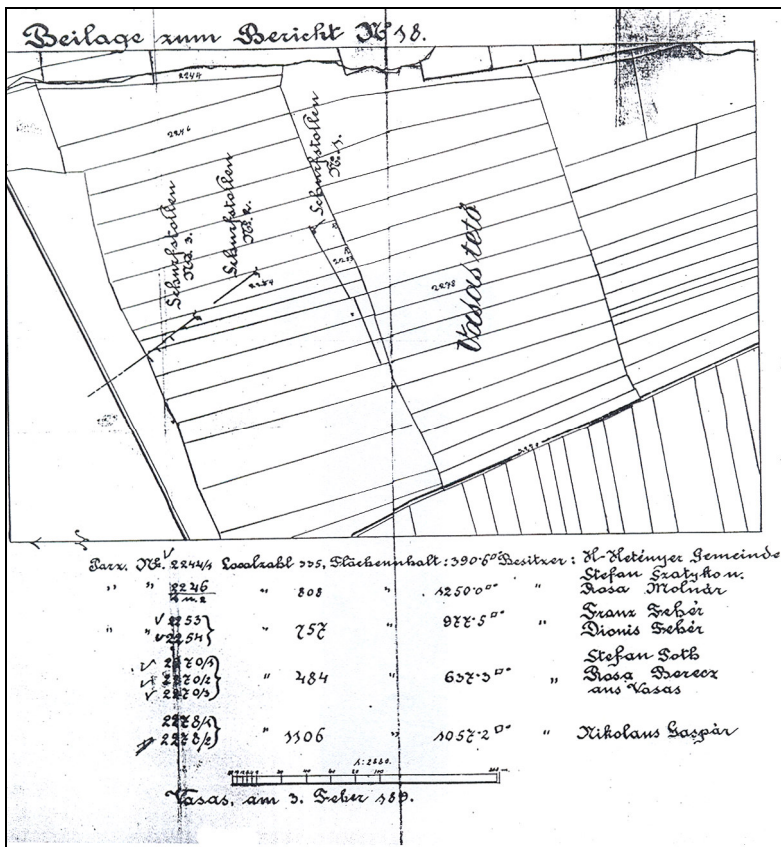 Beilage zum Bericht № 18.
2244
2246
Schurfstollen
No. 1.
Schurfstollen
No. 2.
Schurfstollen
No. 3.
2254
2253
2278
Vasastető
Parz. No. 2244/1 Localzahl 335, Flächeninhalt: 390·6□° Besitzer: H-Hetényer Gemeinde
" " 2246 " 808 " 1250·0□° " Stefan Szatyko u.
Rosa Molnár
" " 2253 } " 757 " 977·5□° " Franz Fehér
2254 } Dionis Fehér
2270/1 } Stefan Toth
2270/2 } " 484 " 637·3□° " Rosa Berecz
2270/3 } aus Vasas
2278/1 } " 1106 " 1057·2□° " Nikolaus Gaspár
2278/2 }
1:2880.
Vasas, am 3. Feber 189.